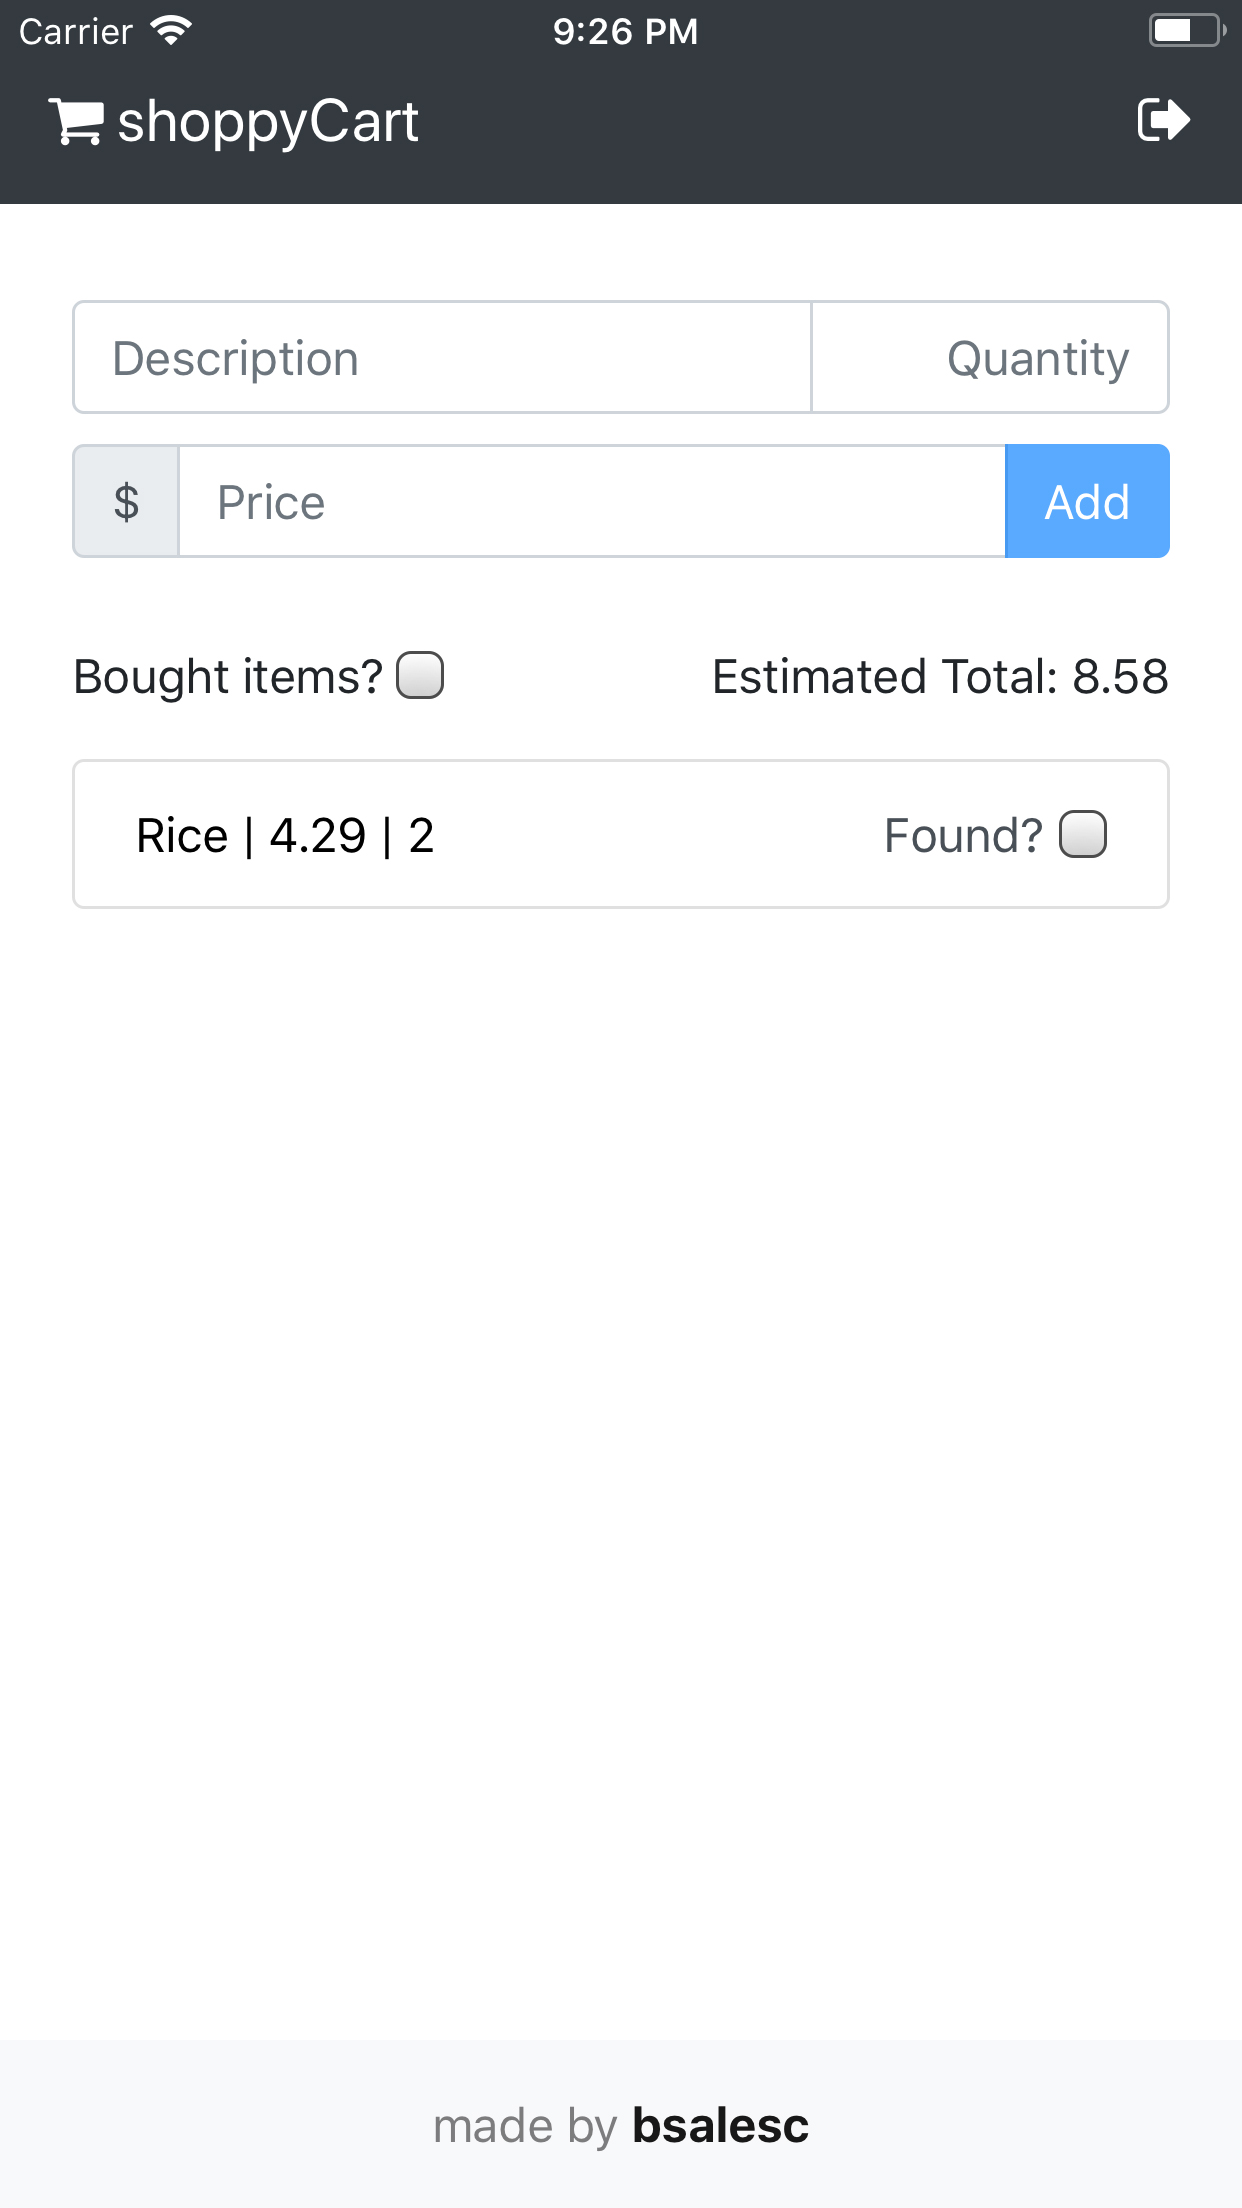 Carrier 9:26 PM
shoppyCart
Description Quantity
$ Price Add
Bought items? Estimated Total: 8.58
Rice | 4.29 | 2 Found?
made by bsalesc